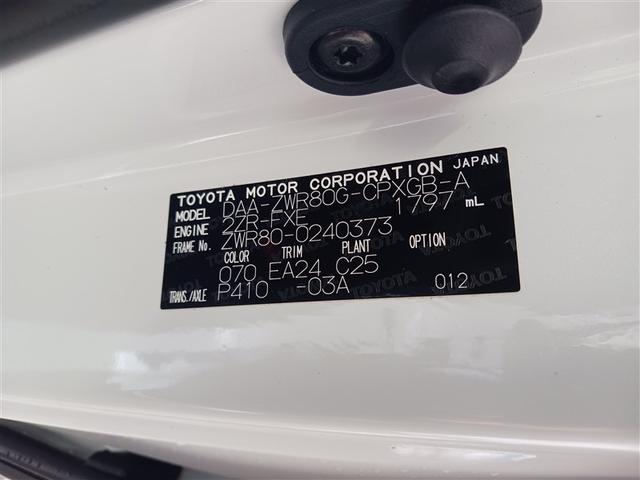 TOYOTA MOTOR CORPORATION JAPAN
MODEL DAA-ZWR80G-CPXGB-A
ENGINE 2ZR-FXE 1797 mL
FRAME No. ZWR80-0240373
COLOR TRIM PLANT OPTION
070 EA24 C25
TRANS./AXLE P410 -03A 012